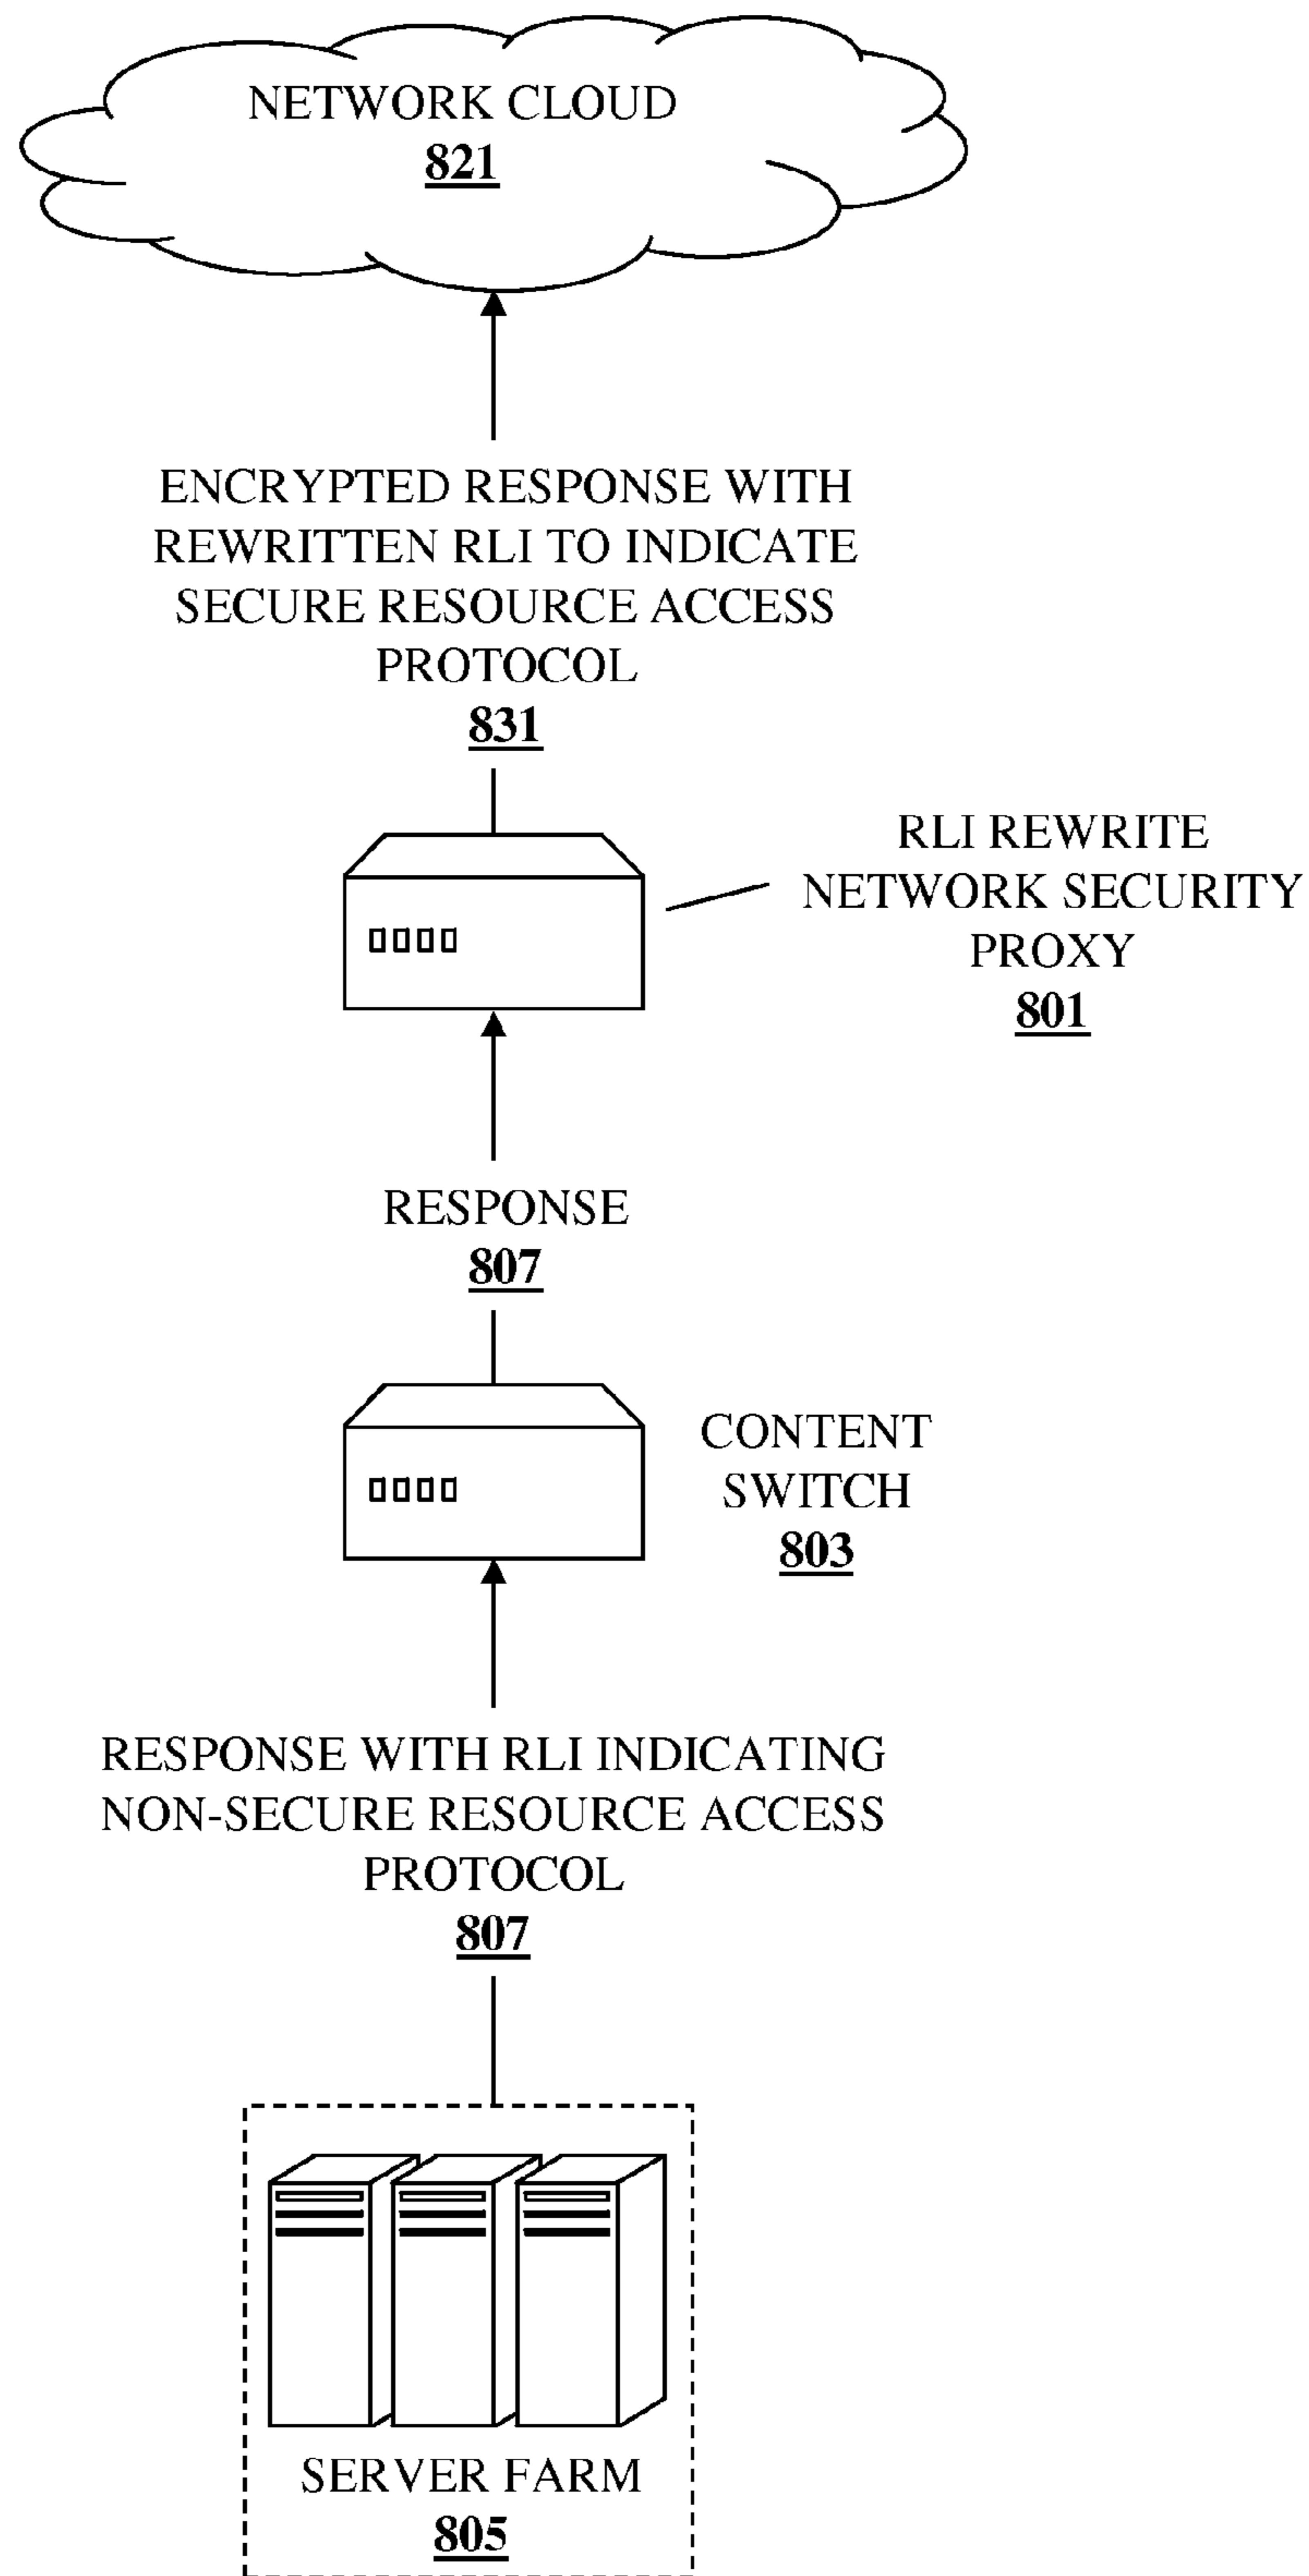 NETWORK CLOUD
821
ENCRYPTED RESPONSE WITH
REWRITTEN RLI TO INDICATE
SECURE RESOURCE ACCESS
PROTOCOL
831
RLI REWRITE
NETWORK SECURITY
PROXY
801
RESPONSE
807
CONTENT
SWITCH
803
RESPONSE WITH RLI INDICATING
NON-SECURE RESOURCE ACCESS
PROTOCOL
807
SERVER FARM
805